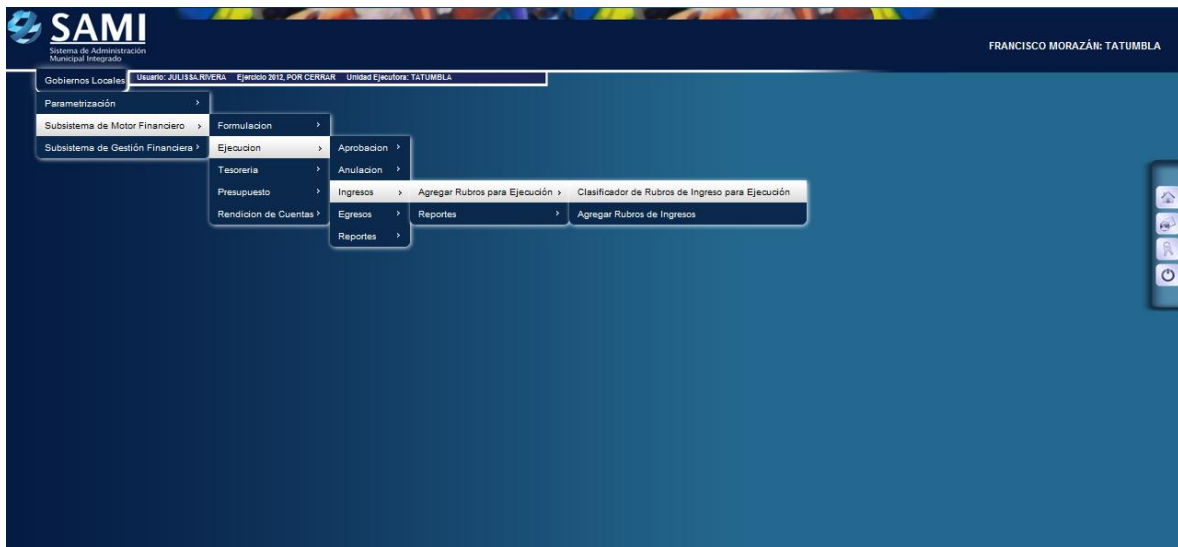 SAMI
Sistema de Administración
Municipal Integrado
FRANCISCO MORAZÁN: TATUMBLA
Gobiernos Locales
Usuario: JULISSA.RIVERA Ejercicio 2012, POR CERRAR Unidad Ejecutora: TATUMBLA
Parametrización ›
Subsistema de Motor Financiero ›
Subsistema de Gestión Financiera ›
Formulacion ›
Ejecucion ›
Tesoreria ›
Presupuesto ›
Rendicion de Cuentas ›
Aprobacion ›
Anulacion ›
Ingresos ›
Egresos ›
Reportes ›
Agregar Rubros para Ejecución ›
Reportes ›
Clasificador de Rubros de Ingreso para Ejecución
Agregar Rubros de Ingresos